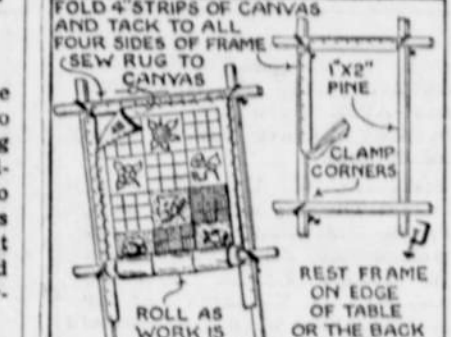 FOLD 4" STRIPS OF CANVAS
AND TACK TO ALL
FOUR SIDES OF FRAME
SEW RUG TO
CANVAS
1"X2"
PINE
CLAMP
CORNERS
REST FRAME
ON EDGE
OF TABLE
OR THE BACK
ROLL AS
WORK IS